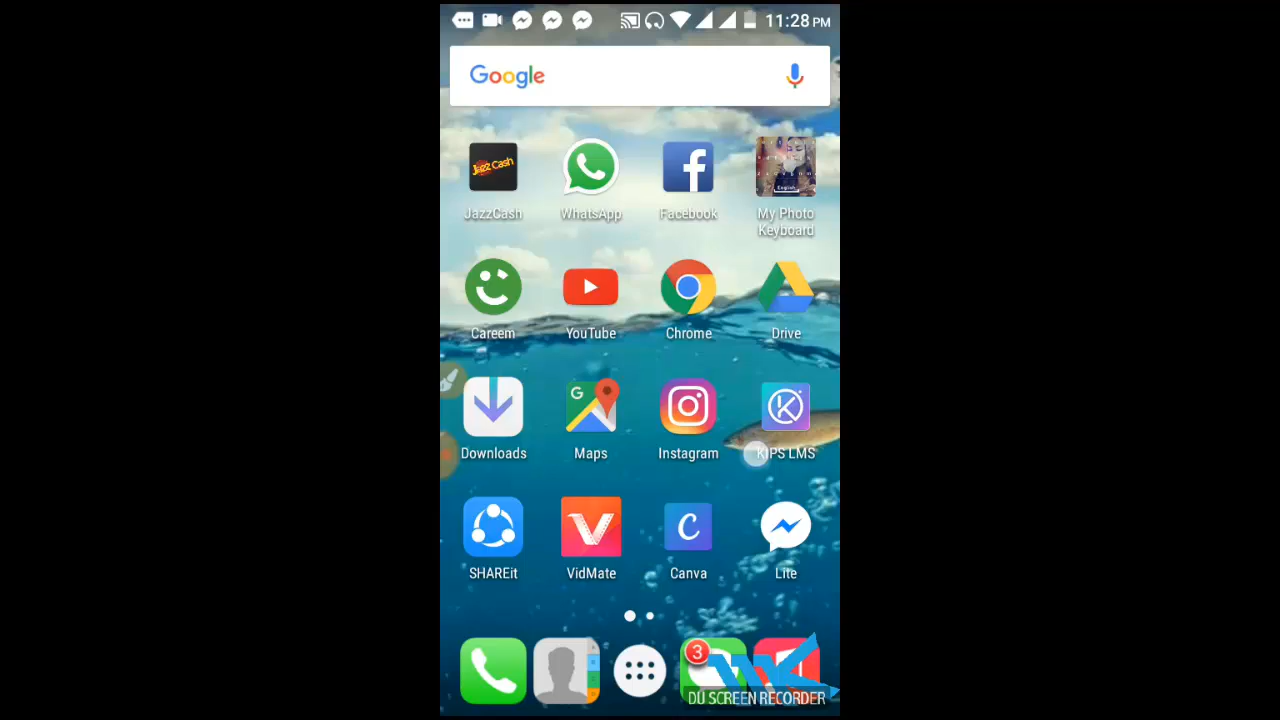 11:28 PM
Google
JazzCash
JazzCash WhatsApp Facebook My Photo Keyboard
English
Careem YouTube Chrome Drive
G
Downloads Maps Instagram KIPS LMS
SHAREit VidMate Canva Lite
3
DU SCREEN RECORDER